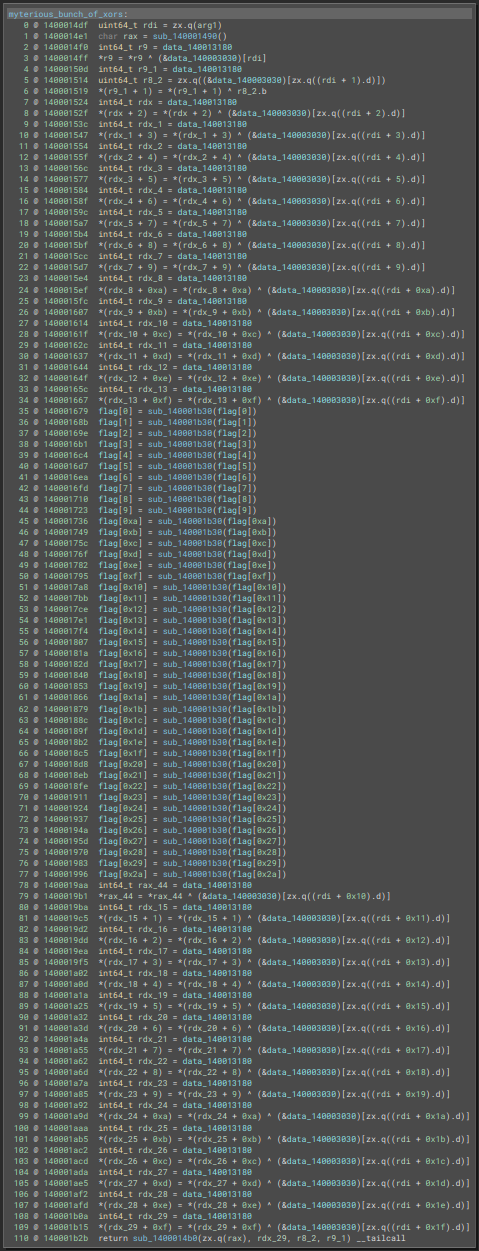 myterious_bunch_of_xors:
0 @ 1400014df  uint64_t rdi = zx.q(arg1)
1 @ 1400014e1  char rax = sub_140001490()
2 @ 1400014f0  int64_t r9 = data_140013180
3 @ 1400014ff  *r9 = *r9 ^ (&data_140003030)[rdi]
4 @ 14000150d  int64_t r9_1 = data_140013180
5 @ 140001514  int64_t r8_2 = zx.q((&data_140003030)[zx.q((rdi + 1).d)])
6 @ 140001519  *(r9_1 + 1) = *(r9_1 + 1) ^ r8_2.b
7 @ 140001524  int64_t rdx = data_140013180
8 @ 14000152f  *(rdx + 2) = *(rdx + 2) ^ (&data_140003030)[zx.q((rdi + 2).d)]
9 @ 14000153c  int64_t rdx_1 = data_140013180
10 @ 140001547  *(rdx_1 + 3) = *(rdx_1 + 3) ^ (&data_140003030)[zx.q((rdi + 3).d)]
11 @ 140001554  int64_t rdx_2 = data_140013180
12 @ 14000155f  *(rdx_2 + 4) = *(rdx_2 + 4) ^ (&data_140003030)[zx.q((rdi + 4).d)]
13 @ 14000156c  int64_t rdx_3 = data_140013180
14 @ 140001577  *(rdx_3 + 5) = *(rdx_3 + 5) ^ (&data_140003030)[zx.q((rdi + 5).d)]
15 @ 140001584  int64_t rdx_4 = data_140013180
16 @ 14000158f  *(rdx_4 + 6) = *(rdx_4 + 6) ^ (&data_140003030)[zx.q((rdi + 6).d)]
17 @ 14000159c  int64_t rdx_5 = data_140013180
18 @ 1400015a7  *(rdx_5 + 7) = *(rdx_5 + 7) ^ (&data_140003030)[zx.q((rdi + 7).d)]
19 @ 1400015b4  int64_t rdx_6 = data_140013180
20 @ 1400015bf  *(rdx_6 + 8) = *(rdx_6 + 8) ^ (&data_140003030)[zx.q((rdi + 8).d)]
21 @ 1400015cc  int64_t rdx_7 = data_140013180
22 @ 1400015d7  *(rdx_7 + 9) = *(rdx_7 + 9) ^ (&data_140003030)[zx.q((rdi + 9).d)]
23 @ 1400015e4  int64_t rdx_8 = data_140013180
24 @ 1400015ef  *(rdx_8 + 0xa) = *(rdx_8 + 0xa) ^ (&data_140003030)[zx.q((rdi + 0xa).d)]
25 @ 1400015fc  int64_t rdx_9 = data_140013180
26 @ 140001607  *(rdx_9 + 0xb) = *(rdx_9 + 0xb) ^ (&data_140003030)[zx.q((rdi + 0xb).d)]
27 @ 140001614  int64_t rdx_10 = data_140013180
28 @ 14000161f  *(rdx_10 + 0xc) = *(rdx_10 + 0xc) ^ (&data_140003030)[zx.q((rdi + 0xc).d)]
29 @ 14000162c  int64_t rdx_11 = data_140013180
30 @ 140001637  *(rdx_11 + 0xd) = *(rdx_11 + 0xd) ^ (&data_140003030)[zx.q((rdi + 0xd).d)]
31 @ 140001644  int64_t rdx_12 = data_140013180
32 @ 14000164f  *(rdx_12 + 0xe) = *(rdx_12 + 0xe) ^ (&data_140003030)[zx.q((rdi + 0xe).d)]
33 @ 14000165c  int64_t rdx_13 = data_140013180
34 @ 140001667  *(rdx_13 + 0xf) = *(rdx_13 + 0xf) ^ (&data_140003030)[zx.q((rdi + 0xf).d)]
35 @ 140001679  flag[0] = sub_140001b30(flag[0])
36 @ 14000168b  flag[1] = sub_140001b30(flag[1])
37 @ 14000169e  flag[2] = sub_140001b30(flag[2])
38 @ 1400016b1  flag[3] = sub_140001b30(flag[3])
39 @ 1400016c4  flag[4] = sub_140001b30(flag[4])
40 @ 1400016d7  flag[5] = sub_140001b30(flag[5])
41 @ 1400016ea  flag[6] = sub_140001b30(flag[6])
42 @ 1400016fd  flag[7] = sub_140001b30(flag[7])
43 @ 140001710  flag[8] = sub_140001b30(flag[8])
44 @ 140001723  flag[9] = sub_140001b30(flag[9])
45 @ 140001736  flag[0xa] = sub_140001b30(flag[0xa])
46 @ 140001749  flag[0xb] = sub_140001b30(flag[0xb])
47 @ 14000175c  flag[0xc] = sub_140001b30(flag[0xc])
48 @ 14000176f  flag[0xd] = sub_140001b30(flag[0xd])
49 @ 140001782  flag[0xe] = sub_140001b30(flag[0xe])
50 @ 140001795  flag[0xf] = sub_140001b30(flag[0xf])
51 @ 1400017a8  flag[0x10] = sub_140001b30(flag[0x10])
52 @ 1400017bb  flag[0x11] = sub_140001b30(flag[0x11])
53 @ 1400017ce  flag[0x12] = sub_140001b30(flag[0x12])
54 @ 1400017e1  flag[0x13] = sub_140001b30(flag[0x13])
55 @ 1400017f4  flag[0x14] = sub_140001b30(flag[0x14])
56 @ 140001807  flag[0x15] = sub_140001b30(flag[0x15])
57 @ 14000181a  flag[0x16] = sub_140001b30(flag[0x16])
58 @ 14000182d  flag[0x17] = sub_140001b30(flag[0x17])
59 @ 140001840  flag[0x18] = sub_140001b30(flag[0x18])
60 @ 140001853  flag[0x19] = sub_140001b30(flag[0x19])
61 @ 140001866  flag[0x1a] = sub_140001b30(flag[0x1a])
62 @ 140001879  flag[0x1b] = sub_140001b30(flag[0x1b])
63 @ 14000188c  flag[0x1c] = sub_140001b30(flag[0x1c])
64 @ 14000189f  flag[0x1d] = sub_140001b30(flag[0x1d])
65 @ 1400018b2  flag[0x1e] = sub_140001b30(flag[0x1e])
66 @ 1400018c5  flag[0x1f] = sub_140001b30(flag[0x1f])
67 @ 1400018d8  flag[0x20] = sub_140001b30(flag[0x20])
68 @ 1400018eb  flag[0x21] = sub_140001b30(flag[0x21])
69 @ 1400018fe  flag[0x22] = sub_140001b30(flag[0x22])
70 @ 140001911  flag[0x23] = sub_140001b30(flag[0x23])
71 @ 140001924  flag[0x24] = sub_140001b30(flag[0x24])
72 @ 140001937  flag[0x25] = sub_140001b30(flag[0x25])
73 @ 14000194a  flag[0x26] = sub_140001b30(flag[0x26])
74 @ 14000195d  flag[0x27] = sub_140001b30(flag[0x27])
75 @ 140001970  flag[0x28] = sub_140001b30(flag[0x28])
76 @ 140001983  flag[0x29] = sub_140001b30(flag[0x29])
77 @ 140001996  flag[0x2a] = sub_140001b30(flag[0x2a])
78 @ 1400019aa  int64_t rax_44 = data_140013180
79 @ 1400019b1  *rax_44 = *rax_44 ^ (&data_140003030)[zx.q((rdi + 0x10).d)]
80 @ 1400019ba  int64_t rdx_15 = data_140013180
81 @ 1400019c5  *(rdx_15 + 1) = *(rdx_15 + 1) ^ (&data_140003030)[zx.q((rdi + 0x11).d)]
82 @ 1400019d2  int64_t rdx_16 = data_140013180
83 @ 1400019dd  *(rdx_16 + 2) = *(rdx_16 + 2) ^ (&data_140003030)[zx.q((rdi + 0x12).d)]
84 @ 1400019ea  int64_t rdx_17 = data_140013180
85 @ 1400019f5  *(rdx_17 + 3) = *(rdx_17 + 3) ^ (&data_140003030)[zx.q((rdi + 0x13).d)]
86 @ 140001a02  int64_t rdx_18 = data_140013180
87 @ 140001a0d  *(rdx_18 + 4) = *(rdx_18 + 4) ^ (&data_140003030)[zx.q((rdi + 0x14).d)]
88 @ 140001a1a  int64_t rdx_19 = data_140013180
89 @ 140001a25  *(rdx_19 + 5) = *(rdx_19 + 5) ^ (&data_140003030)[zx.q((rdi + 0x15).d)]
90 @ 140001a32  int64_t rdx_20 = data_140013180
91 @ 140001a3d  *(rdx_20 + 6) = *(rdx_20 + 6) ^ (&data_140003030)[zx.q((rdi + 0x16).d)]
92 @ 140001a4a  int64_t rdx_21 = data_140013180
93 @ 140001a55  *(rdx_21 + 7) = *(rdx_21 + 7) ^ (&data_140003030)[zx.q((rdi + 0x17).d)]
94 @ 140001a62  int64_t rdx_22 = data_140013180
95 @ 140001a6d  *(rdx_22 + 8) = *(rdx_22 + 8) ^ (&data_140003030)[zx.q((rdi + 0x18).d)]
96 @ 140001a7a  int64_t rdx_23 = data_140013180
97 @ 140001a85  *(rdx_23 + 9) = *(rdx_23 + 9) ^ (&data_140003030)[zx.q((rdi + 0x19).d)]
98 @ 140001a92  int64_t rdx_24 = data_140013180
99 @ 140001a9d  *(rdx_24 + 0xa) = *(rdx_24 + 0xa) ^ (&data_140003030)[zx.q((rdi + 0x1a).d)]
100 @ 140001aaa  int64_t rdx_25 = data_140013180
101 @ 140001ab5  *(rdx_25 + 0xb) = *(rdx_25 + 0xb) ^ (&data_140003030)[zx.q((rdi + 0x1b).d)]
102 @ 140001ac2  int64_t rdx_26 = data_140013180
103 @ 140001acd  *(rdx_26 + 0xc) = *(rdx_26 + 0xc) ^ (&data_140003030)[zx.q((rdi + 0x1c).d)]
104 @ 140001ada  int64_t rdx_27 = data_140013180
105 @ 140001ae5  *(rdx_27 + 0xd) = *(rdx_27 + 0xd) ^ (&data_140003030)[zx.q((rdi + 0x1d).d)]
106 @ 140001af2  int64_t rdx_28 = data_140013180
107 @ 140001afd  *(rdx_28 + 0xe) = *(rdx_28 + 0xe) ^ (&data_140003030)[zx.q((rdi + 0x1e).d)]
108 @ 140001b0a  int64_t rdx_29 = data_140013180
109 @ 140001b15  *(rdx_29 + 0xf) = *(rdx_29 + 0xf) ^ (&data_140003030)[zx.q((rdi + 0x1f).d)]
110 @ 140001b2b  return sub_1400014b0(zx.q(rax), rdx_29, r8_2, r9_1) __tailcall